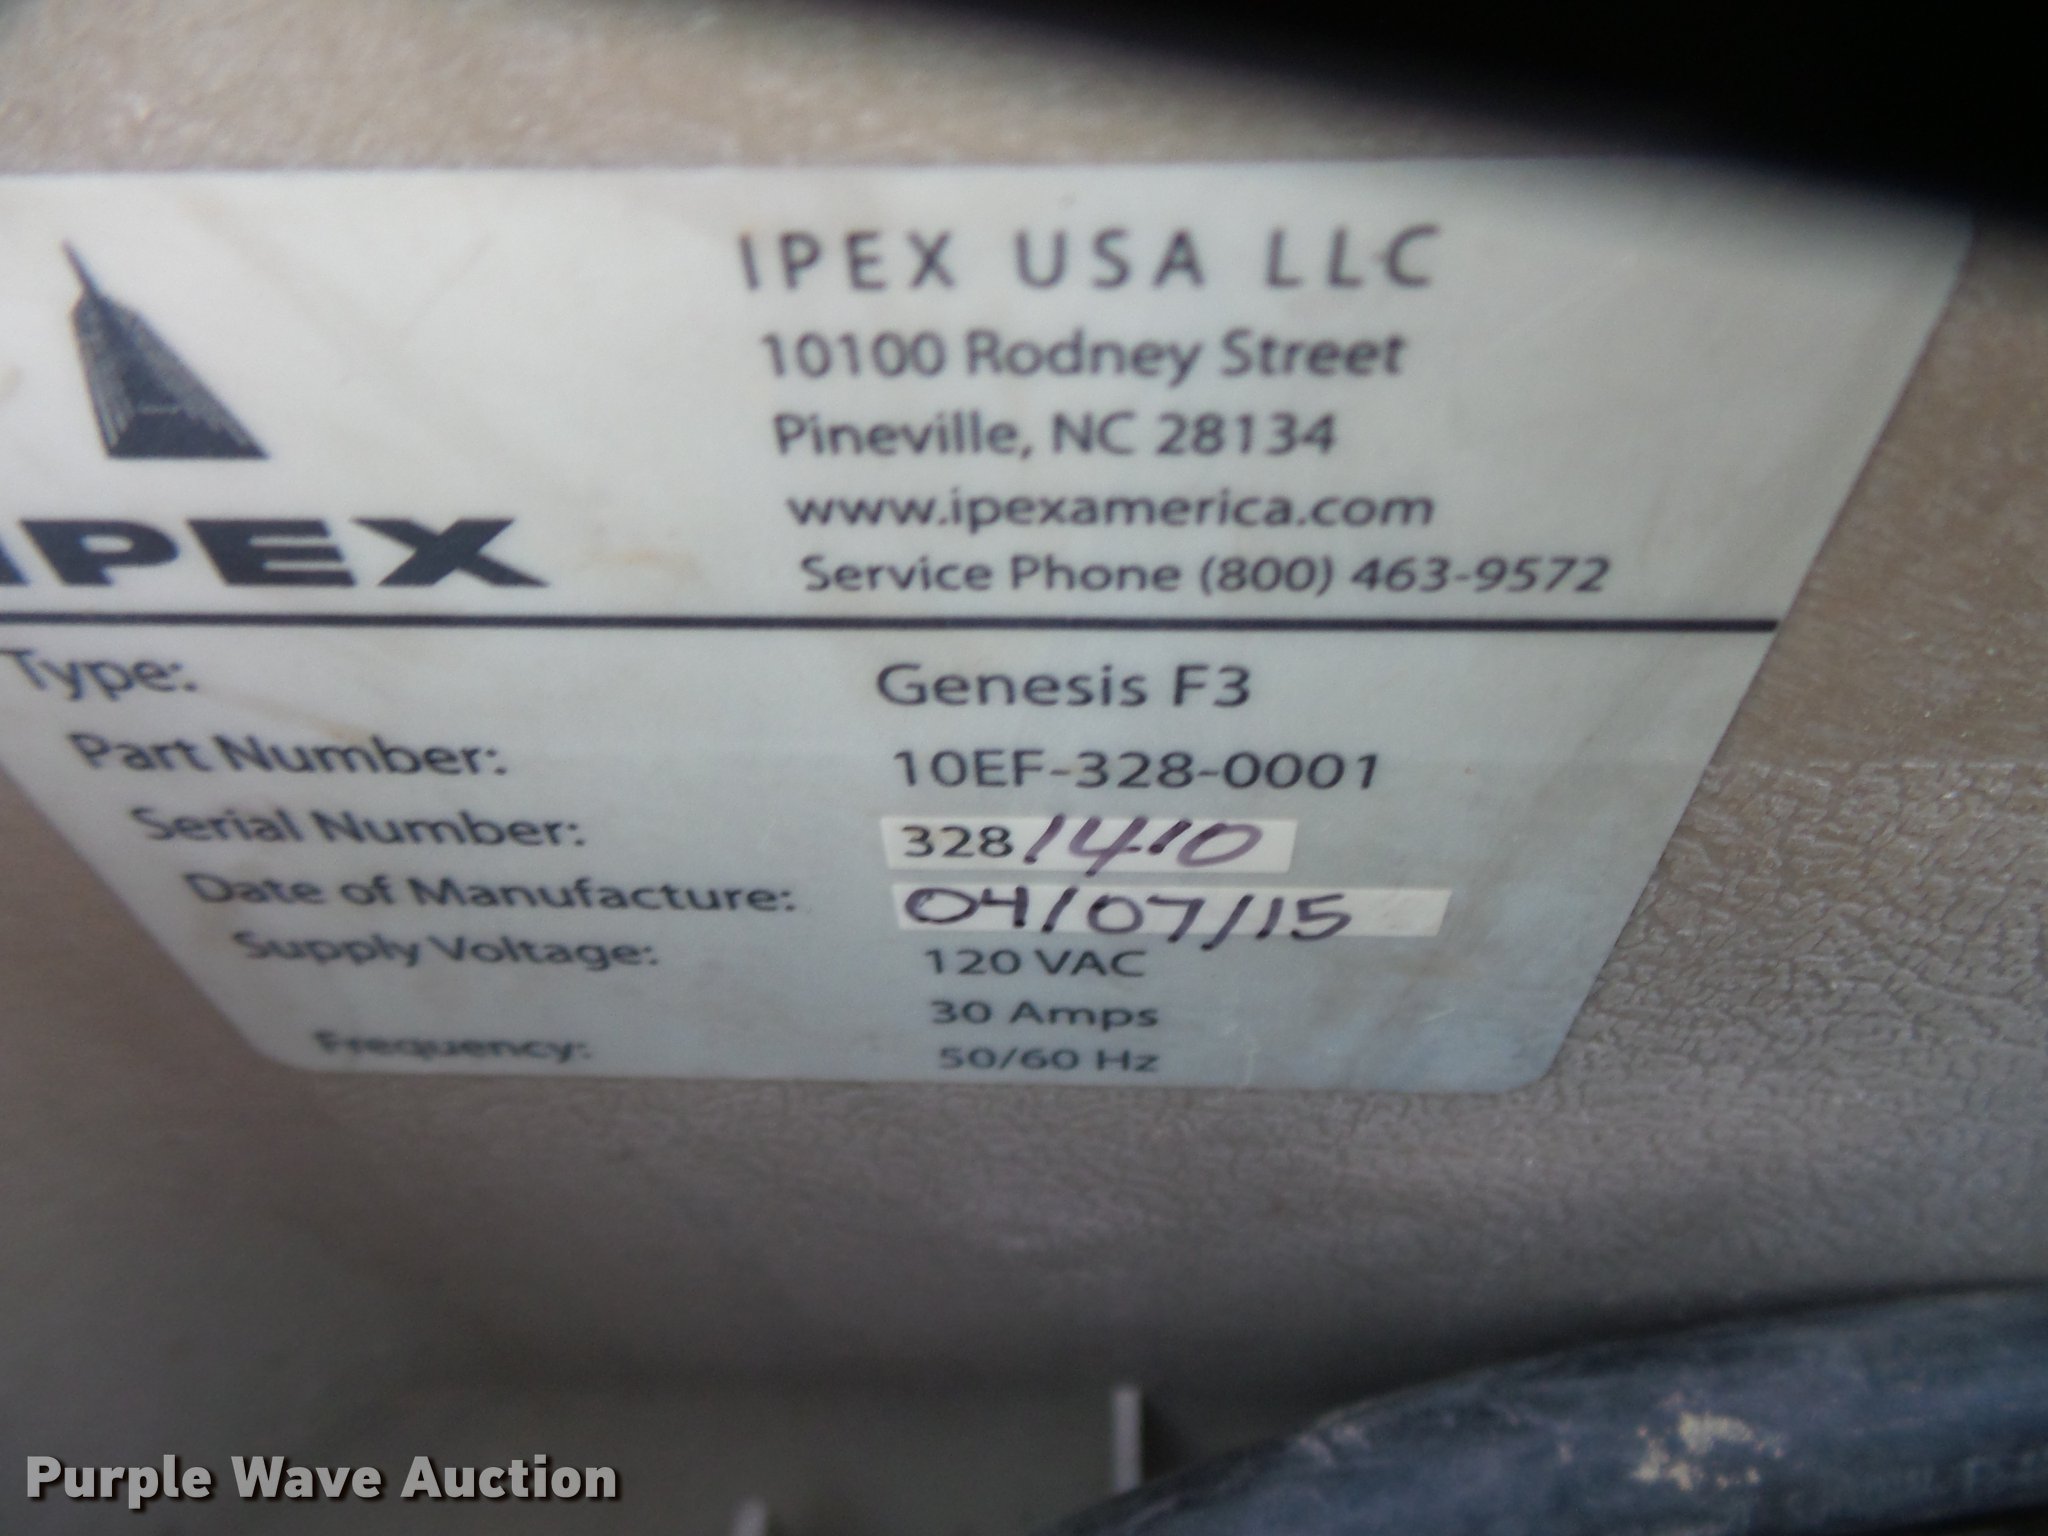 IPEX
IPEX USA LLC
10100 Rodney Street
Pineville, NC 28134
www.ipexamerica.com
Service Phone (800) 463-9572
Type: Genesis F3
Part Number: 10EF-328-0001
Serial Number: 3281410
Date of Manufacture: 04/07/15
Supply Voltage: 120 VAC
30 Amps
Frequency: 50/60 Hz
Purple Wave Auction